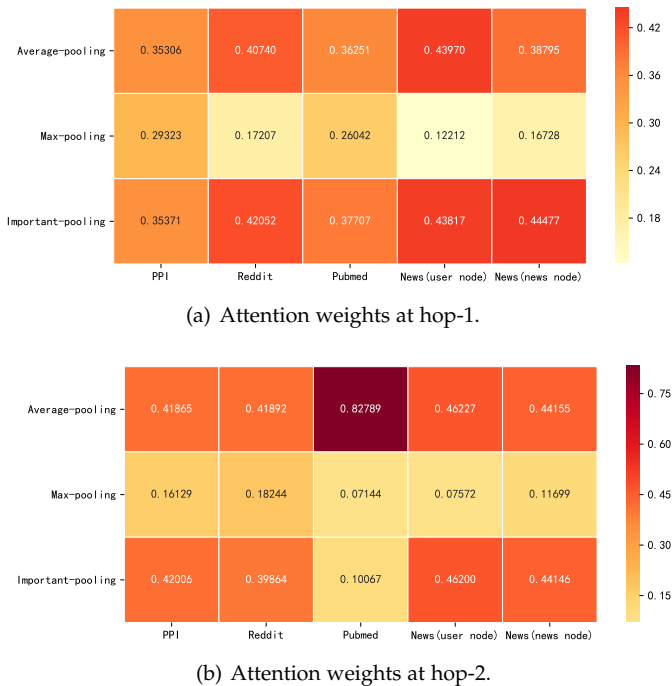 Average-pooling 0.35306 0.40740 0.36251 0.43970 0.38795
Max-pooling 0.29323 0.17207 0.26042 0.12212 0.16728
Important-pooling 0.35371 0.42052 0.37707 0.43817 0.44477
PPI Reddit Pubmed News(user node) News(news node)
0.42
0.36
0.30
0.24
0.18
(a) Attention weights at hop-1.
Average-pooling 0.41865 0.41892 0.82789 0.46227 0.44155
Max-pooling 0.16129 0.18244 0.07144 0.07572 0.11699
Important-pooling 0.42006 0.39864 0.10067 0.46200 0.44146
PPI Reddit Pubmed News(user node) News(news node)
0.75
0.60
0.45
0.30
0.15
(b) Attention weights at hop-2.